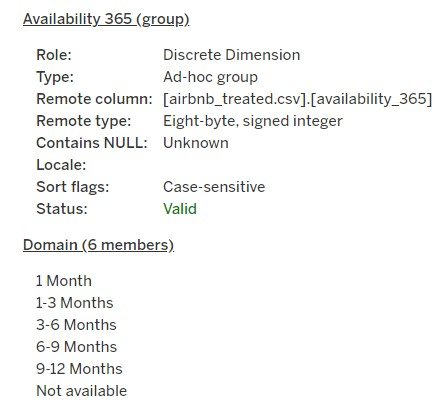 Availability 365 (group)
Role: Discrete Dimension
Type: Ad-hoc group
Remote column: [airbnb_treated.csv].[availability_365]
Remote type: Eight-byte, signed integer
Contains NULL: Unknown
Locale:
Sort flags: Case-sensitive
Status: Valid
Domain (6 members)
1 Month
1-3 Months
3-6 Months
6-9 Months
9-12 Months
Not available